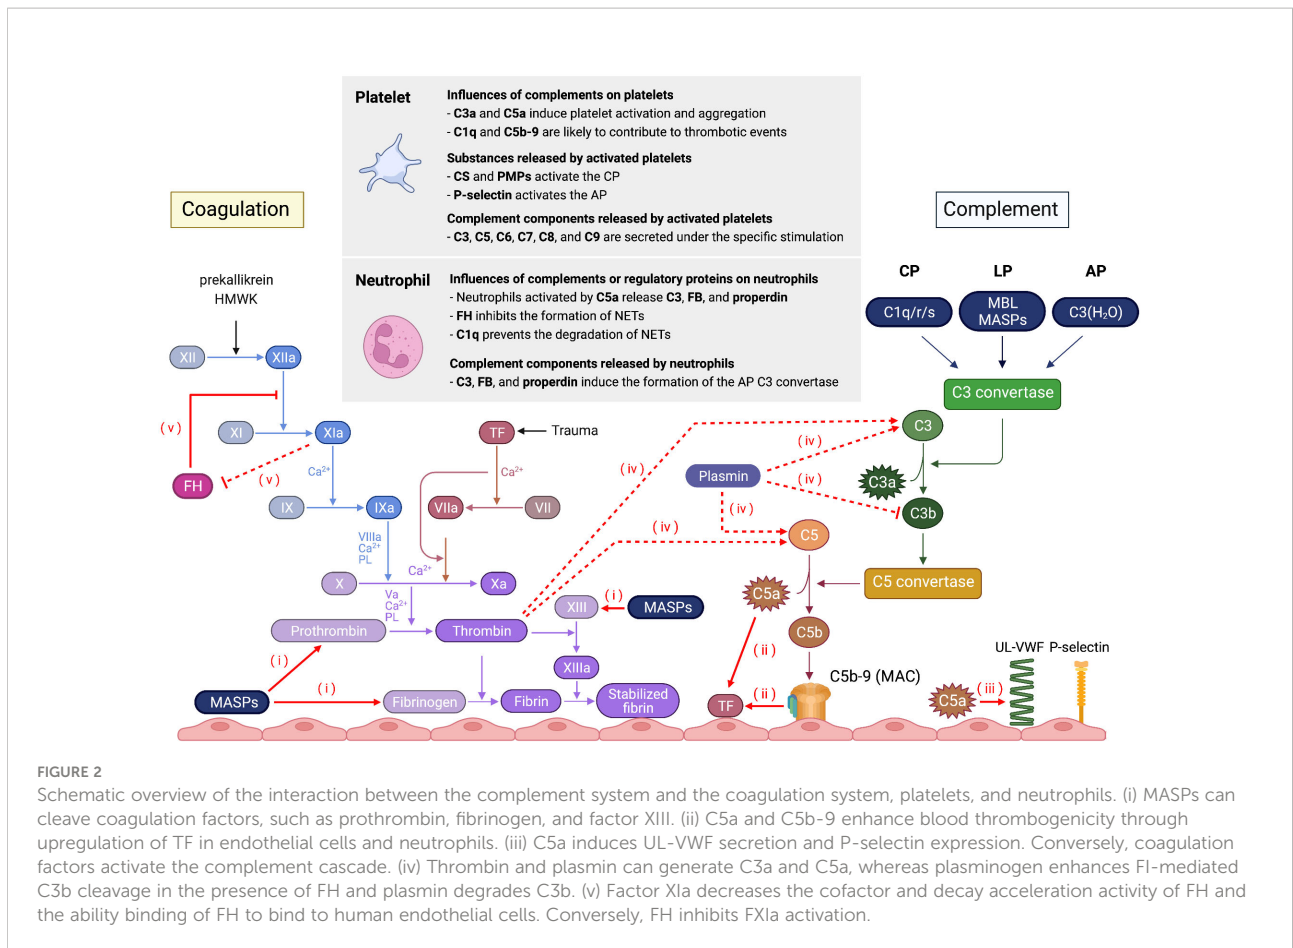 Platelet
Influences of complements on platelets
- C3a and C5a induce platelet activation and aggregation
- C1q and C5b-9 are likely to contribute to thrombotic events
Substances released by activated platelets
- CS and PMPs activate the CP
- P-selectin activates the AP
Complement components released by activated platelets
- C3, C5, C6, C7, C8, and C9 are secreted under the specific stimulation
Neutrophil
Influences of complements or regulatory proteins on neutrophils
- Neutrophils activated by C5a release C3, FB, and properdin
- FH inhibits the formation of NETs
- C1q prevents the degradation of NETs
Complement components released by neutrophils
- C3, FB, and properdin induce the formation of the AP C3 convertase
Coagulation
prekallikrein
HMWK
XII
XIIa
( v )
XI
XIa
FH
( v )
Ca2+
IX
IXa
VIIIa
Ca2+
PL
TF
Trauma
Ca2+
VIIa
VII
Ca2+
X
Xa
Va
Ca2+
PL
Prothrombin
Thrombin
XIII
( i )
MASPs
( i )
XIIIa
MASPs
( i )
Fibrinogen
Fibrin
Stabilized
fibrin
Complement
CP
LP
AP
C1q/r/s
MBL
MASPs
C3(H2O)
C3 convertase
C3
( iv )
( iv )
Plasmin
( iv )
C3a
C3b
( iv )
( iv )
C5
C5 convertase
C5a
C5b
( ii )
C5b-9 (MAC)
TF
( ii )
UL-VWF
P-selectin
C5a
( iii )
FIGURE 2
Schematic overview of the interaction between the complement system and the coagulation system, platelets, and neutrophils. (i) MASPs can
cleave coagulation factors, such as prothrombin, fibrinogen, and factor XIII. (ii) C5a and C5b-9 enhance blood thrombogenicity through
upregulation of TF in endothelial cells and neutrophils. (iii) C5a induces UL-VWF secretion and P-selectin expression. Conversely, coagulation
factors activate the complement cascade. (iv) Thrombin and plasmin can generate C3a and C5a, whereas plasminogen enhances FI-mediated
C3b cleavage in the presence of FH and plasmin degrades C3b. (v) Factor XIa decreases the cofactor and decay acceleration activity of FH and
the ability binding of FH to bind to human endothelial cells. Conversely, FH inhibits FXIa activation.